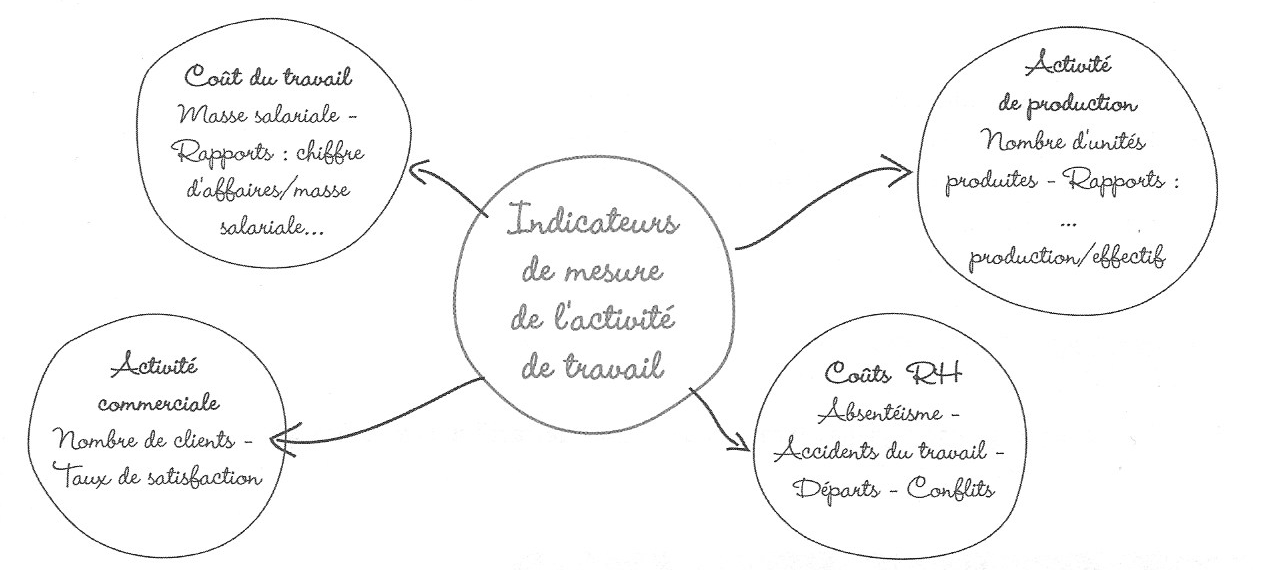 Coût du travail
Masse salariale -
Rapports : chiffre
d'affaires/masse
salariale...
Activité
de production
Nombre d'unités
produites - Rapports :
...
production/effectif
Indicateurs
de mesure
de l'activité
de travail
Activité
commerciale
Nombre de clients -
Taux de satisfaction
Coûts RH
Absentéisme -
Accidents du travail -
Départs - Conflits